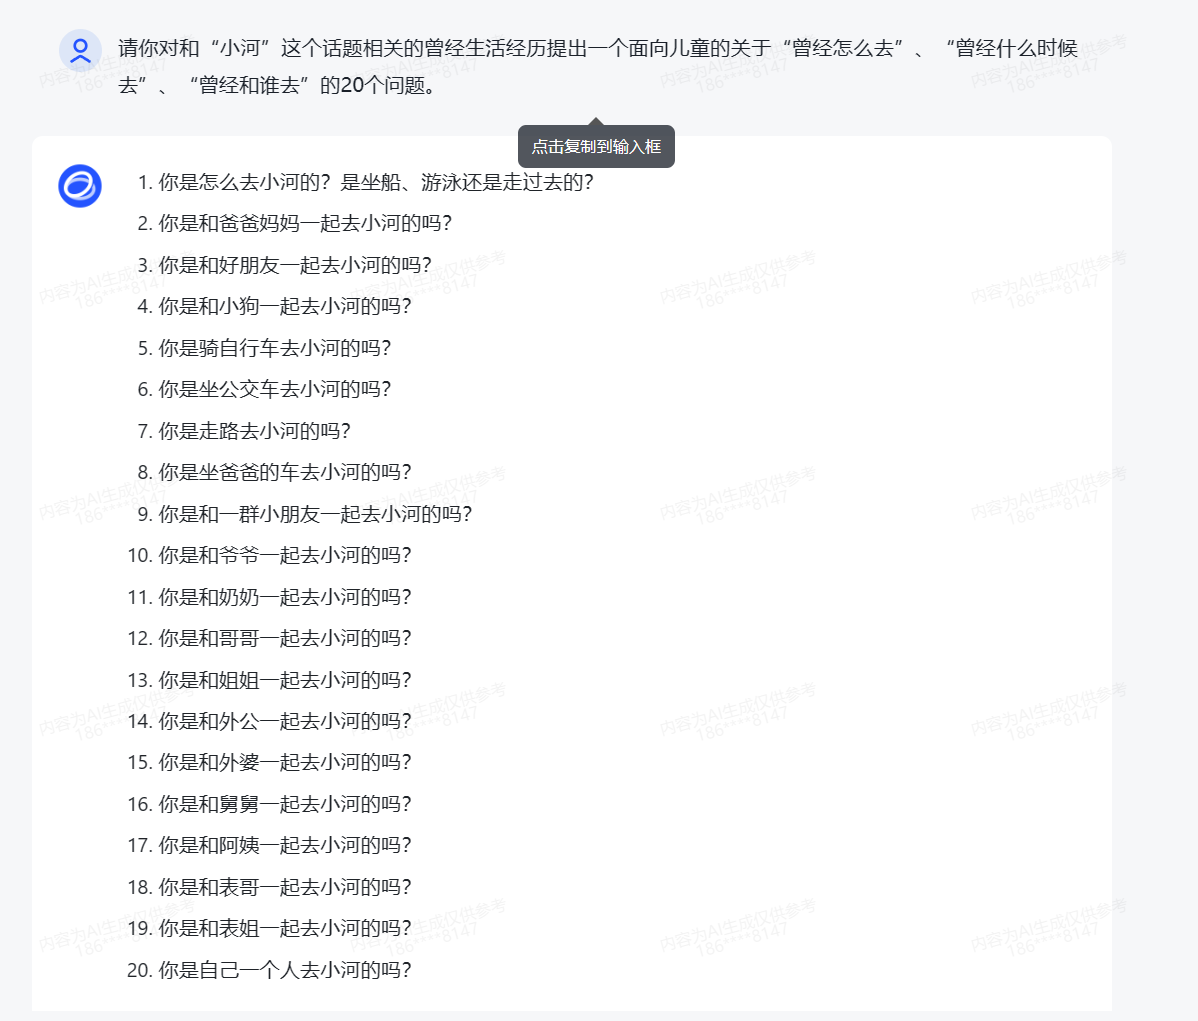 请你对和“小河”这个话题相关的曾经生活经历提出一个面向儿童的关于“曾经怎么去”、“曾经什么时候
去”、“曾经和谁去”的20个问题。
点击复制到输入框
1. 你是怎么去小河的？是坐船、游泳还是走过去的？
2. 你是和爸爸妈妈一起去小河的吗？
3. 你是和好朋友一起去小河的吗？
4. 你是和小狗一起去小河的吗？
5. 你是骑自行车去小河的吗？
6. 你是坐公交车去小河的吗？
7. 你是走路去小河的吗？
8. 你是坐爸爸的车去小河的吗？
9. 你是和一群小朋友一起去小河的吗？
10. 你是和爷爷一起去小河的吗？
11. 你是和奶奶一起去小河的吗？
12. 你是和哥哥一起去小河的吗？
13. 你是和姐姐一起去小河的吗？
14. 你是和外公一起去小河的吗？
15. 你是和外婆一起去小河的吗？
16. 你是和舅舅一起去小河的吗？
17. 你是和阿姨一起去小河的吗？
18. 你是和表哥一起去小河的吗？
19. 你是和表姐一起去小河的吗？
20. 你是自己一个人去小河的吗？
内容为AI生成仅供参考
186****8147